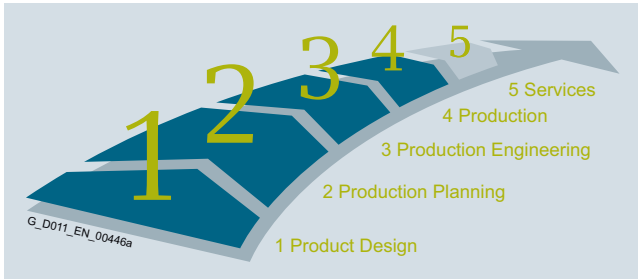 1
2
3
4
5
5 Services
4 Production
3 Production Engineering
2 Production Planning
1 Product Design
G_D011_EN_00446a